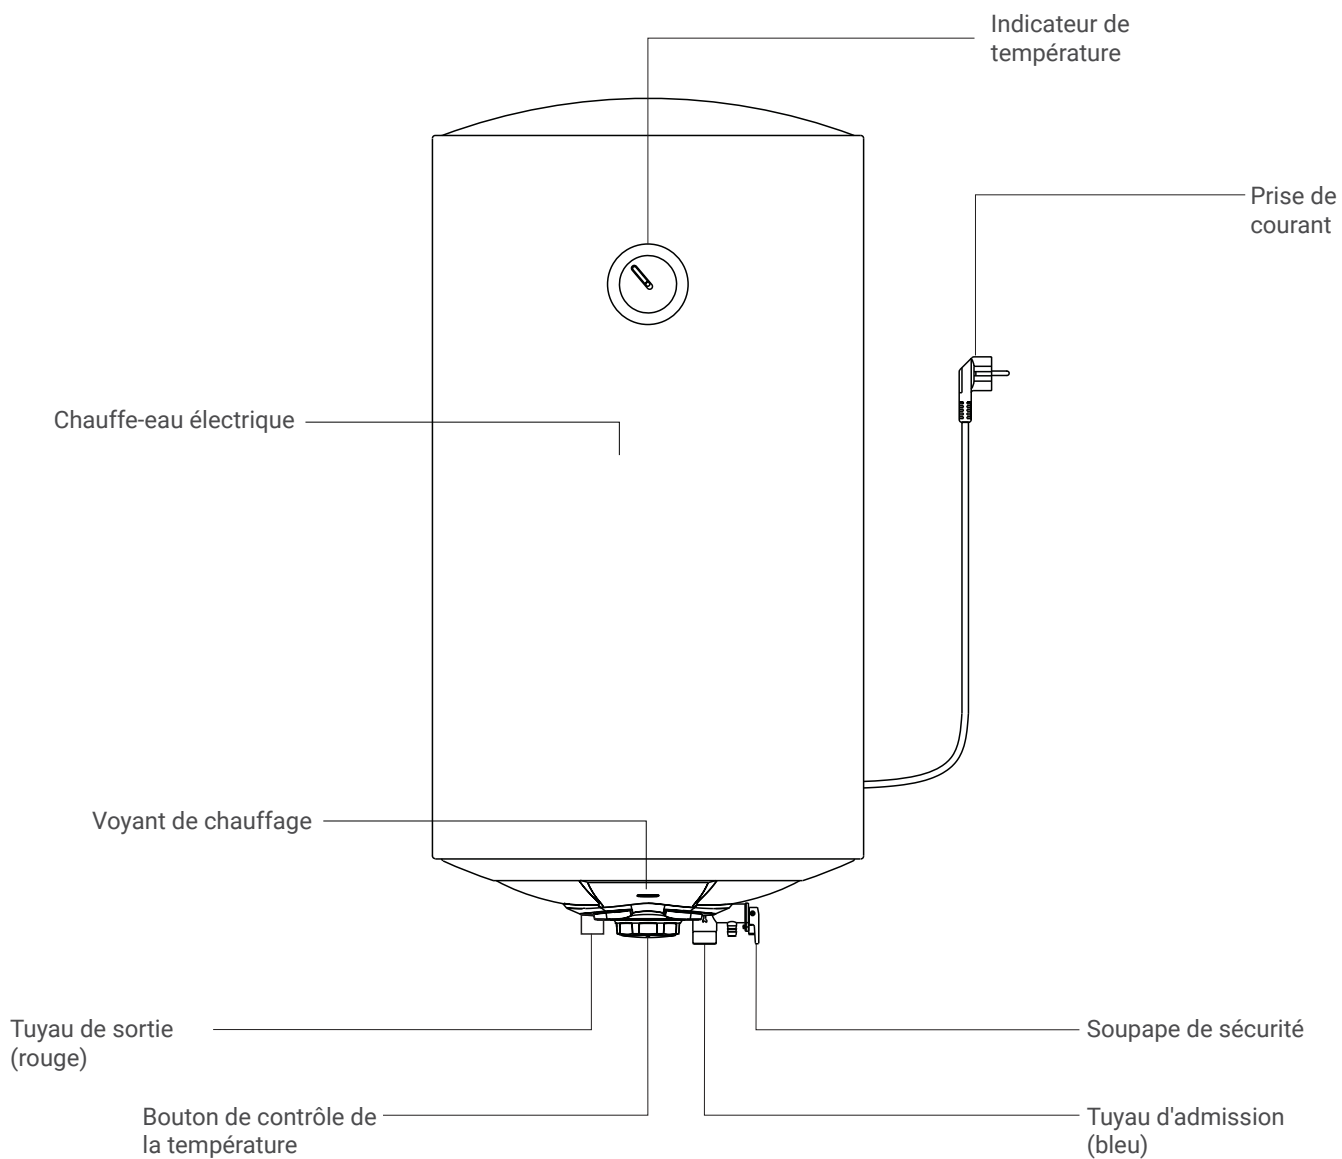 Indicateur de
température
Prise de
courant
Chauffe-eau électrique
Voyant de chauffage
Tuyau de sortie
(rouge)
Soupape de sécurité
Bouton de contrôle de
la température
Tuyau d'admission
(bleu)